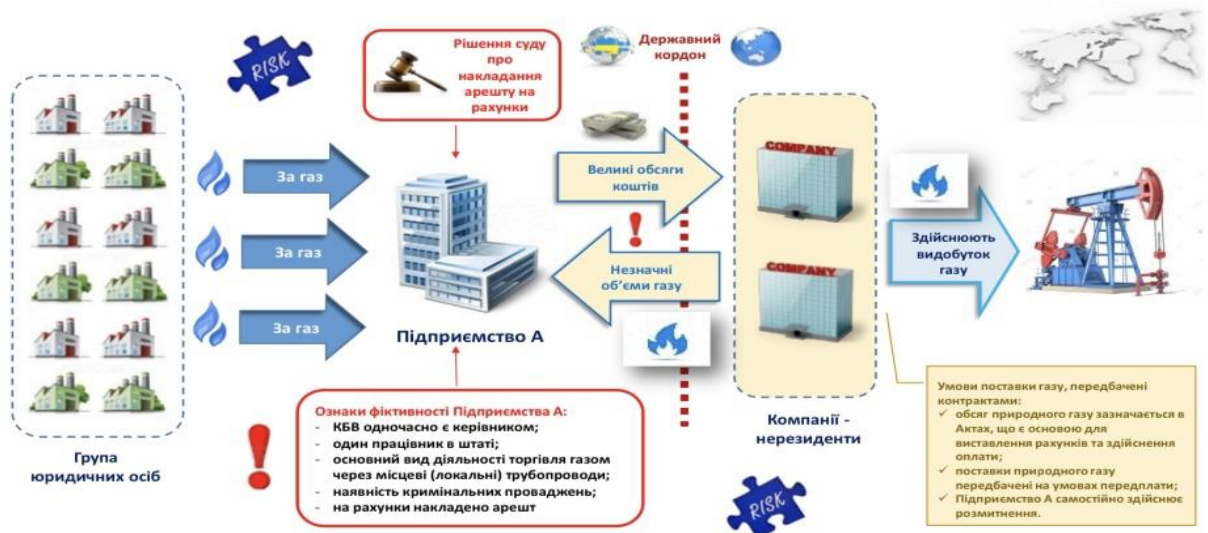 RISK
Рішення суду
про
накладання
арешту на
рахунки
Державний
кордон
За газ
За газ
За газ
Підприємство А
Великі обсяги
коштів
Незначні
об’єми газу
COMPANY
COMPANY
Компанії -
нерезиденти
Здійснюють
видобуток
газу
Група
юридичних осіб
Ознаки фіктивності Підприємства А:
- КБВ одночасно є керівником;
- один працівник в штаті;
- основний вид діяльності торгівля газом
через місцеві (локальні) трубопроводи;
- наявність кримінальних проваджень;
- на рахунки накладено арешт
RISK
Умови поставки газу, передбачені
контрактами:
✓ обсяг природного газу зазначається в
Актах, що є основою для
виставлення рахунків та здійснення
оплати;
✓ поставки природного газу
передбачені на умовах передплати;
✓ Підприємство А самостійно здійснює
розмитнення.